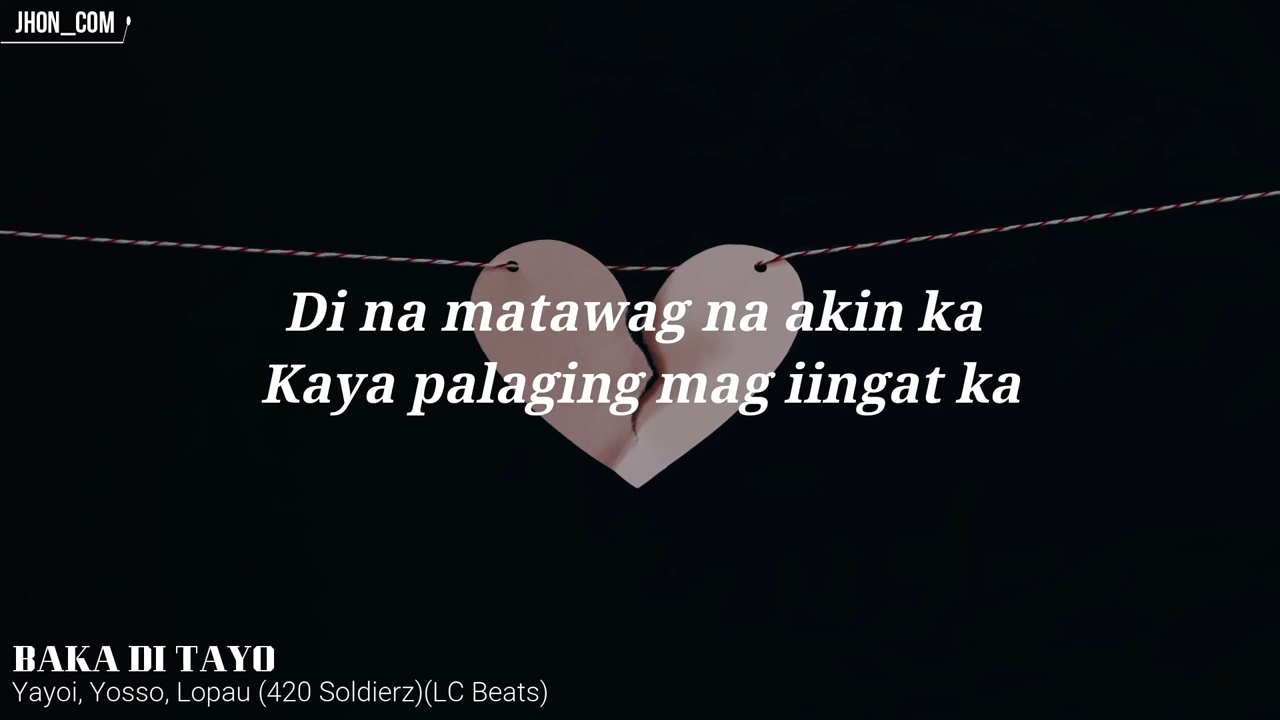 JHON_COM
Di na matawag na akin ka
Kaya palaging mag iingat ka
BAKA DI TAYO
Yayoi, Yosso, Lopau (420 Soldierz)(LC Beats)